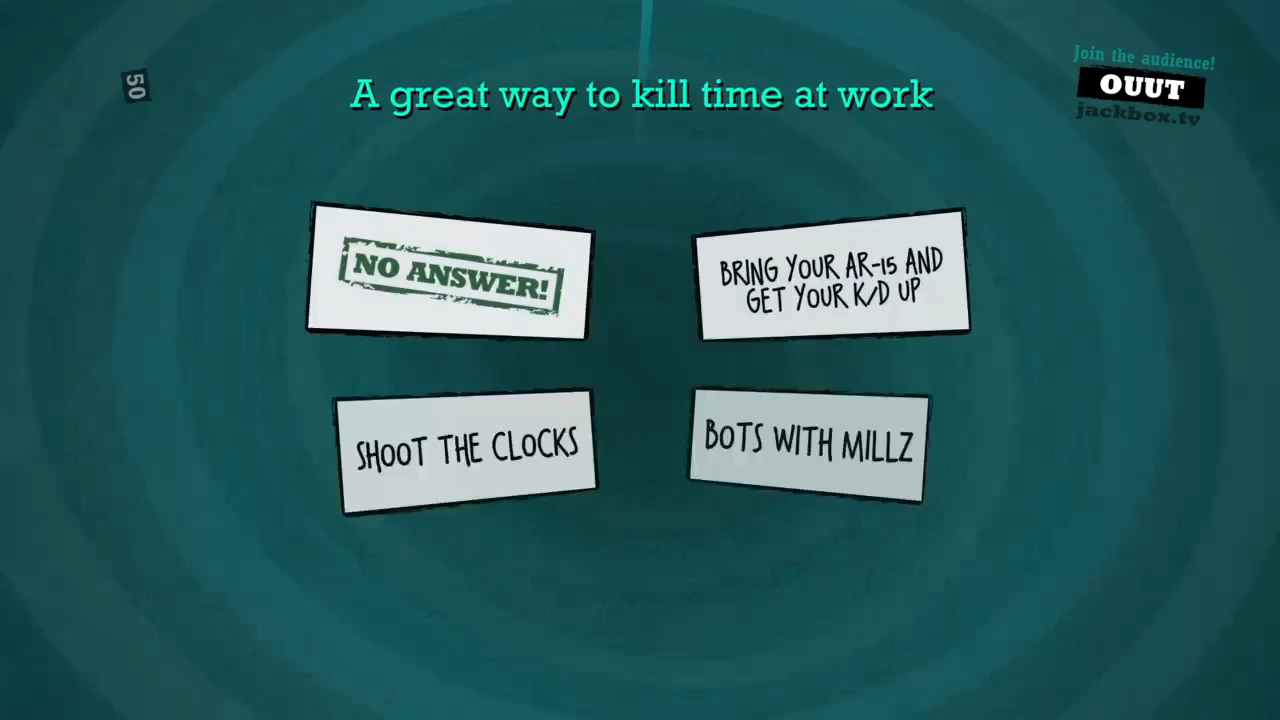 Join the audience!
50
A great way to kill time at work
OUUT
jackbox.tv
NO ANSWER!
BRING YOUR AR-15 AND
GET YOUR K/D UP
SHOOT THE CLOCKS
BOTS WITH MILLZ